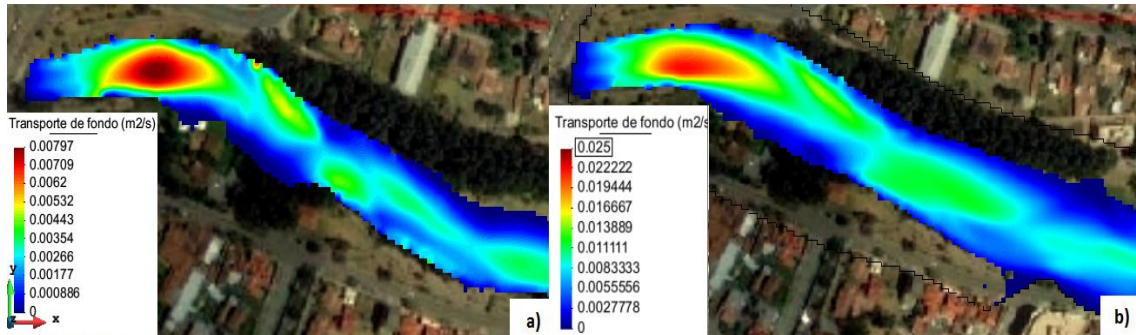 Transporte de fondo (m2/s)
0.00797
0.00709
0.0062
0.00532
0.00443
0.00354
0.00266
0.00177
0.000886
0
y
z
x
a)
Transporte de fondo (m2/s
0.025
0.022222
0.019444
0.016667
0.013889
0.011111
0.0083333
0.0055556
0.0027778
0
b)